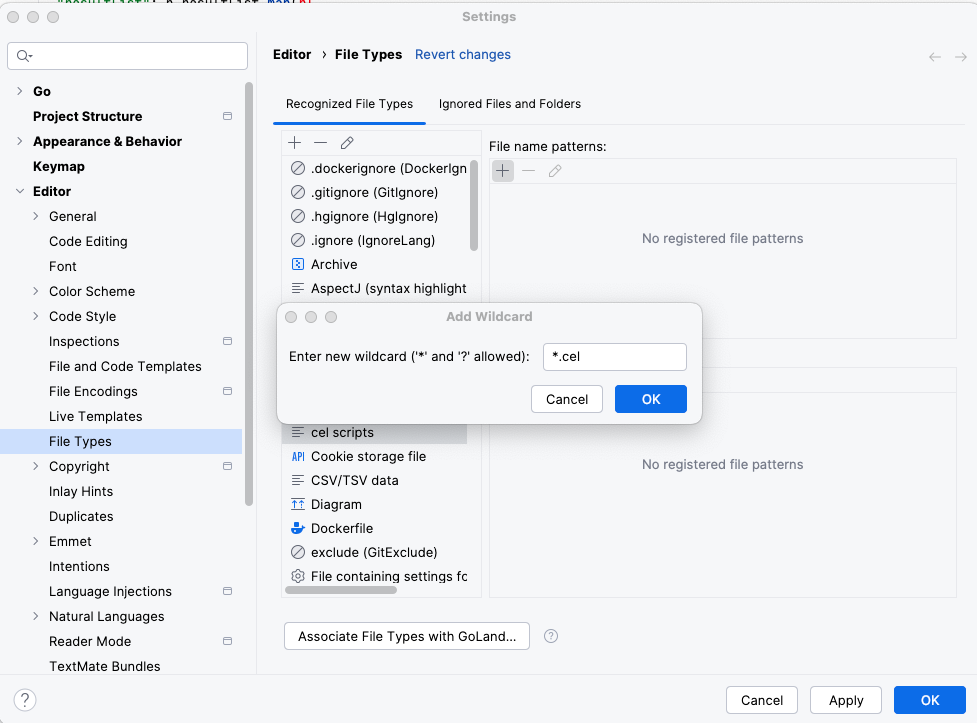 Settings
Editor › File Types Revert changes
Go
Project Structure
Appearance & Behavior
Keymap
Editor
General
Code Editing
Font
Color Scheme
Code Style
Inspections
File and Code Templates
File Encodings
Live Templates
File Types
Copyright
Inlay Hints
Duplicates
Emmet
Intentions
Language Injections
Natural Languages
Reader Mode
TextMate Bundles
Recognized File Types Ignored Files and Folders
.dockerignore (DockerIgn
.gitignore (GitIgnore)
.hgignore (HgIgnore)
.ignore (IgnoreLang)
Archive
AspectJ (syntax highlight
File name patterns:
No registered file patterns
Add Wildcard
Enter new wildcard ('*' and '?' allowed): *.cel
Cancel OK
cel scripts
API Cookie storage file
CSV/TSV data
Diagram
Dockerfile
exclude (GitExclude)
File containing settings fo
No registered file patterns
Associate File Types with GoLand... ?
? Cancel Apply OK